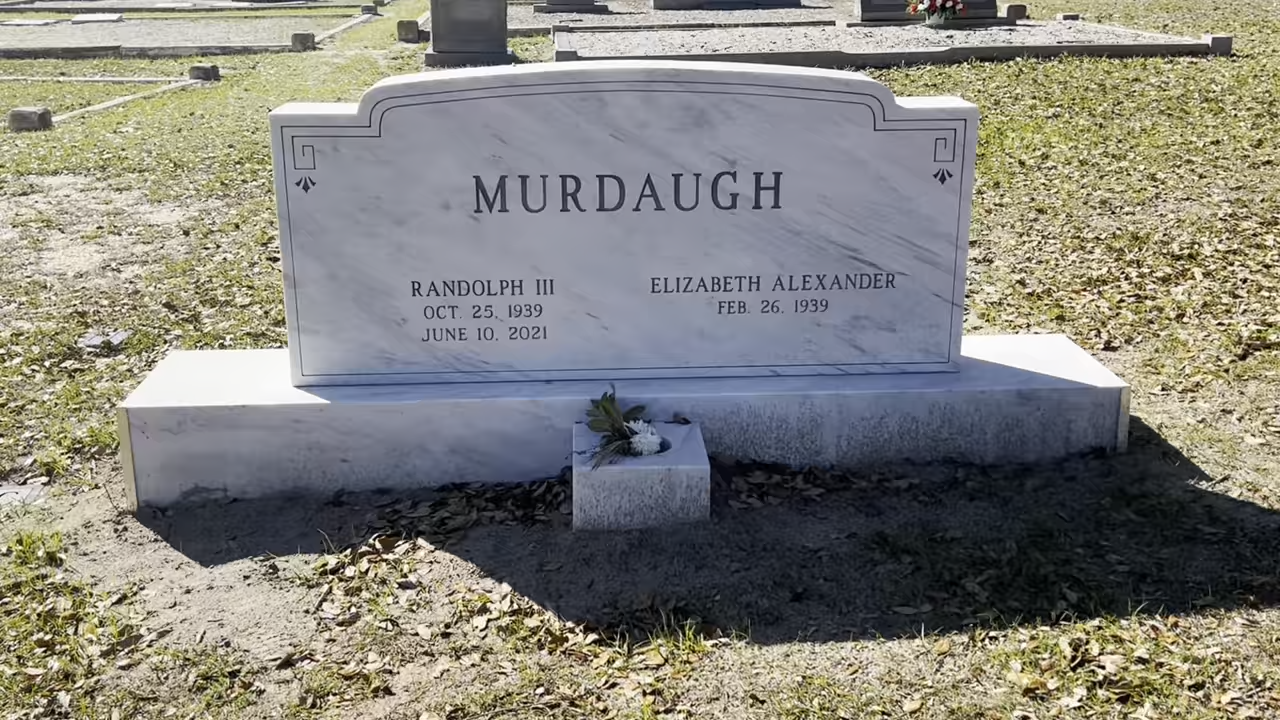 MURDAUGH
RANDOLPH III
OCT. 25, 1939
JUNE 10, 2021
ELIZABETH ALEXANDER
FEB. 26, 1939